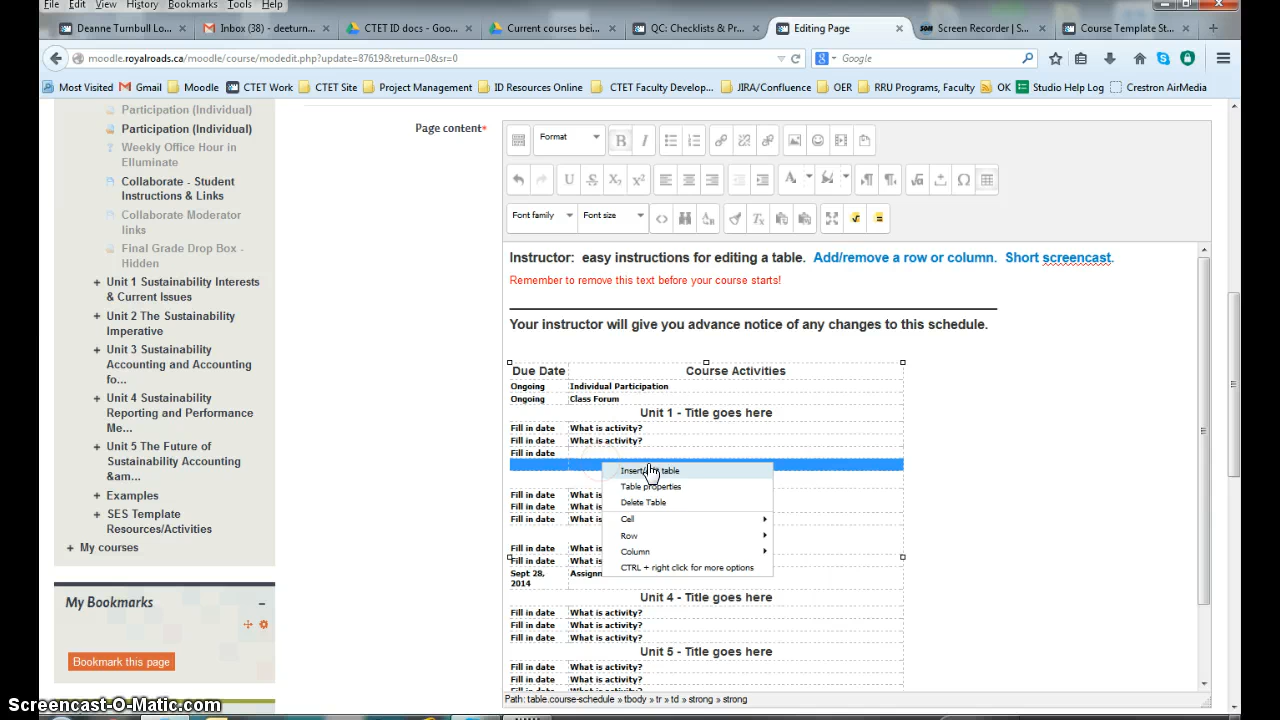 File Edit View History Bookmarks Tools Help
Deanne Turnbull Lo... × Inbox (38) - deeturn... × CTET ID docs - Goo... × Current courses bei... × QC: Checklists & Pr... × Editing Page × Screen Recorder | S... × Course Template St... × +
moodle.royalroads.ca/moodle/course/modedit.php?update=87619&return=0&sr=0 Google
Most Visited Gmail Moodle CTET Work CTET Site Project Management ID Resources Online CTET Faculty Develop... JIRA/Confluence OER RRU Programs, Faculty OK Studio Help Log Crestron AirMedia
Participation (Individual)
Participation (Individual)
Weekly Office Hour in
Elluminate
Collaborate - Student
Instructions & Links
Collaborate Moderator
links
Final Grade Drop Box -
Hidden
Unit 1 Sustainability Interests
& Current Issues
Unit 2 The Sustainability
Imperative
Unit 3 Sustainability
Accounting and Accounting
fo...
Unit 4 Sustainability
Reporting and Performance
Me...
Unit 5 The Future of
Sustainability Accounting
&am...
Examples
SES Template
Resources/Activities
My courses
My Bookmarks
Bookmark this page
Page content*
Format
Font family Font size
Instructor: easy instructions for editing a table. Add/remove a row or column. Short screencast.
Remember to remove this text before your course starts!
Your instructor will give you advance notice of any changes to this schedule.
Due Date Course Activities
Ongoing Individual Participation
Ongoing Class Forum
Unit 1 - Title goes here
Fill in date What is activity?
Fill in date What is activity?
Fill in date
Fill in date What is
Fill in date What is
Fill in date What is
Fill in date What is
Fill in date What is
Sept 28, Assignn
2014
Unit 4 - Title goes here
Fill in date What is activity?
Fill in date What is activity?
Fill in date What is activity?
Unit 5 - Title goes here
Fill in date What is activity?
Fill in date What is activity?
table
Table properties
Delete Table
Cell
Row
Column
CTRL + right click for more options
Path: table.course-schedule » tbody » tr » td » strong » strong
Screencast-O-Matic.com